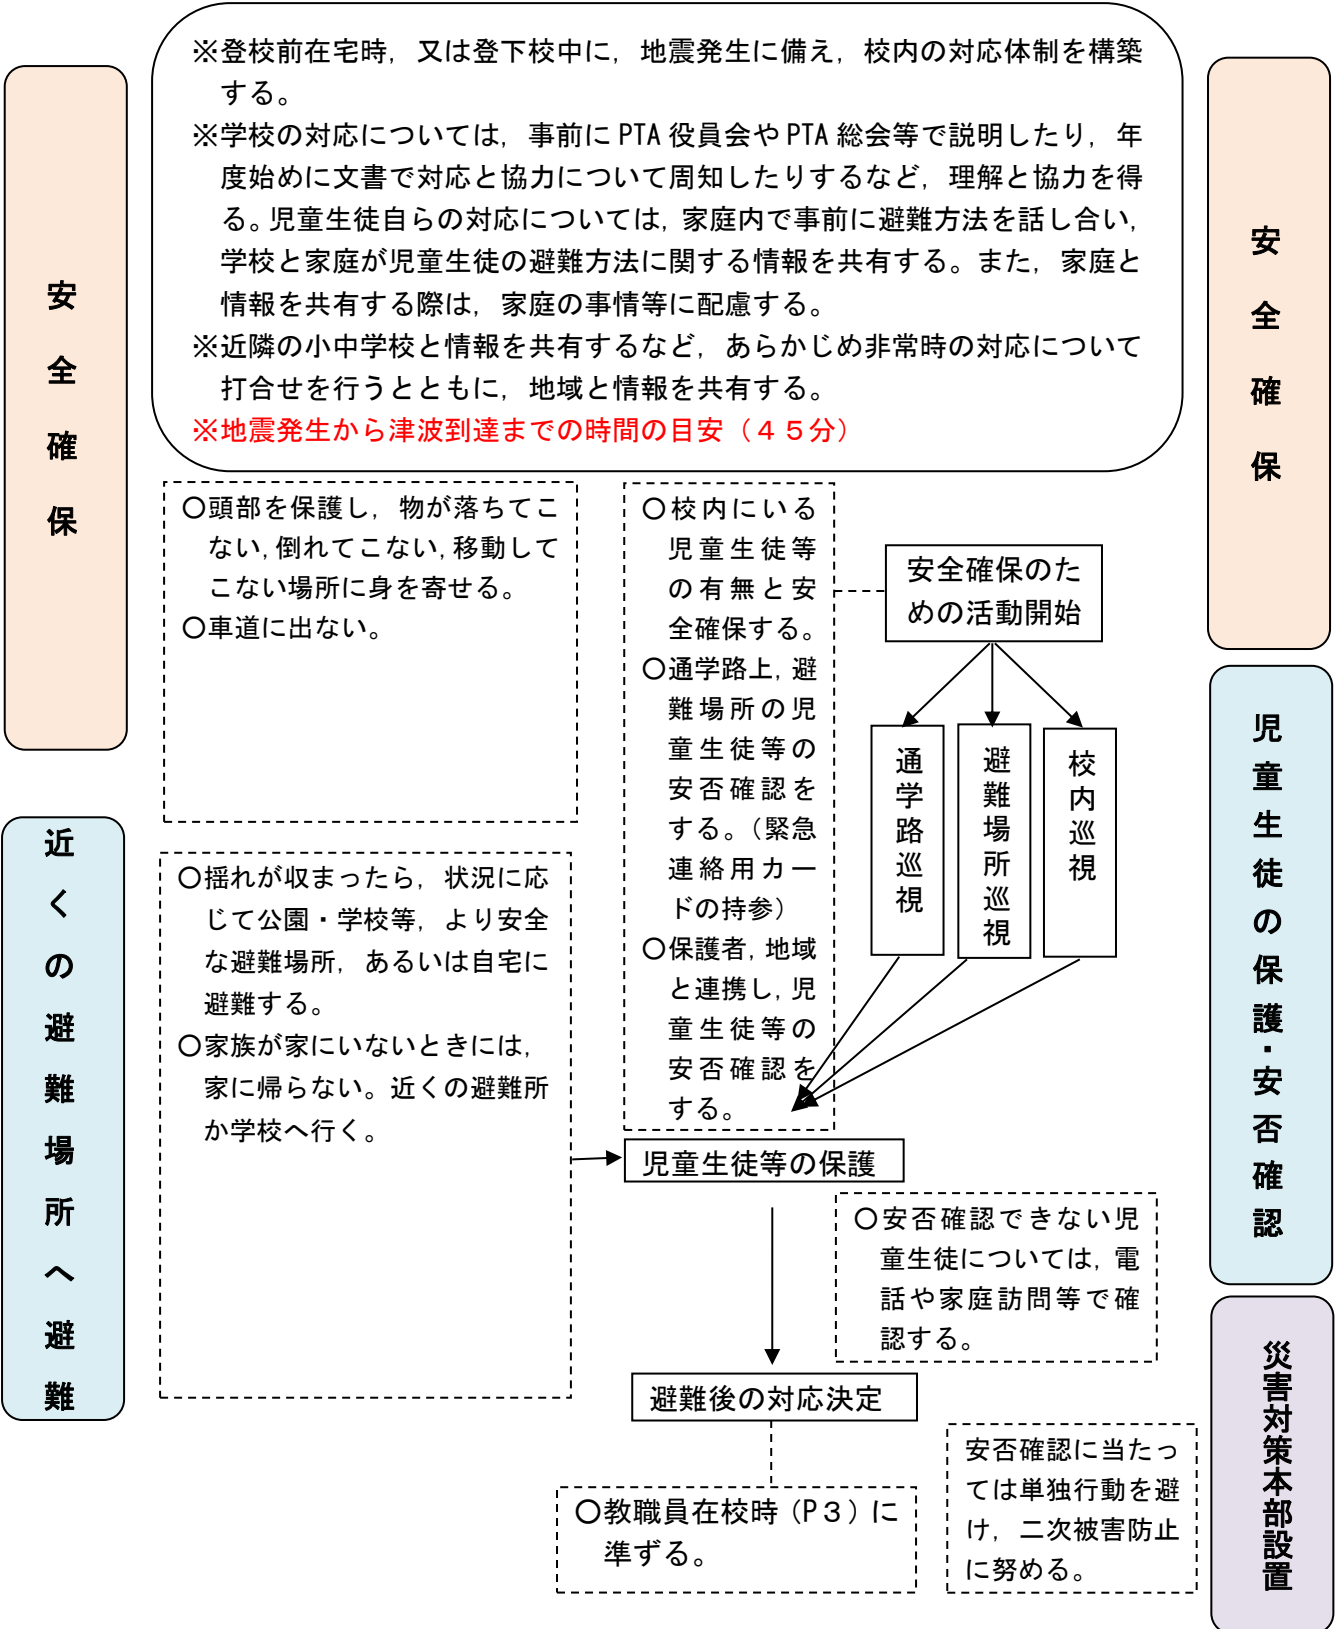 ※登校前在宅時，又は登下校中に，地震発生に備え，校内の対応体制を構築
する。
※学校の対応については，事前に PTA 役員会や PTA 総会等で説明したり，年
度始めに文書で対応と協力について周知したりするなど，理解と協力を得
る。児童生徒自らの対応については，家庭内で事前に避難方法を話し合い，
学校と家庭が児童生徒の避難方法に関する情報を共有する。また，家庭と
情報を共有する際は，家庭の事情等に配慮する。
※近隣の小中学校と情報を共有するなど，あらかじめ非常時の対応について
打合せを行うとともに，地域と情報を共有する。
※地震発生から津波到達までの時間の目安（４５分）
安全確保
近くの避難場所へ避難
〇頭部を保護し，物が落ちてこ
ない，倒れてこない，移動して
こない場所に身を寄せる。
〇車道に出ない。
〇揺れが収まったら，状況に応
じて公園・学校等，より安全
な避難場所，あるいは自宅に
避難する。
〇家族が家にいないときには，
家に帰らない。近くの避難所
か学校へ行く。
〇校内にいる
児童生徒等
の有無と安
全確保する。
〇通学路上，避
難場所の児
童生徒等の
安否確認を
する。（緊急
連絡用カー
ドの持参）
〇保護者，地域
と連携し，児
童生徒等の
安否確認を
する。
安全確保のた
めの活動開始
通学路巡視
避難場所巡視
校内巡視
児童生徒等の保護
〇安否確認できない児
童生徒については，電
話や家庭訪問等で確
認する。
避難後の対応決定
〇教職員在校時（P３）に
準ずる。
安否確認に当たっ
ては単独行動を避
け，二次被害防止
に努める。
安全確保
児童生徒の保護・安否確認
災害対策本部設置